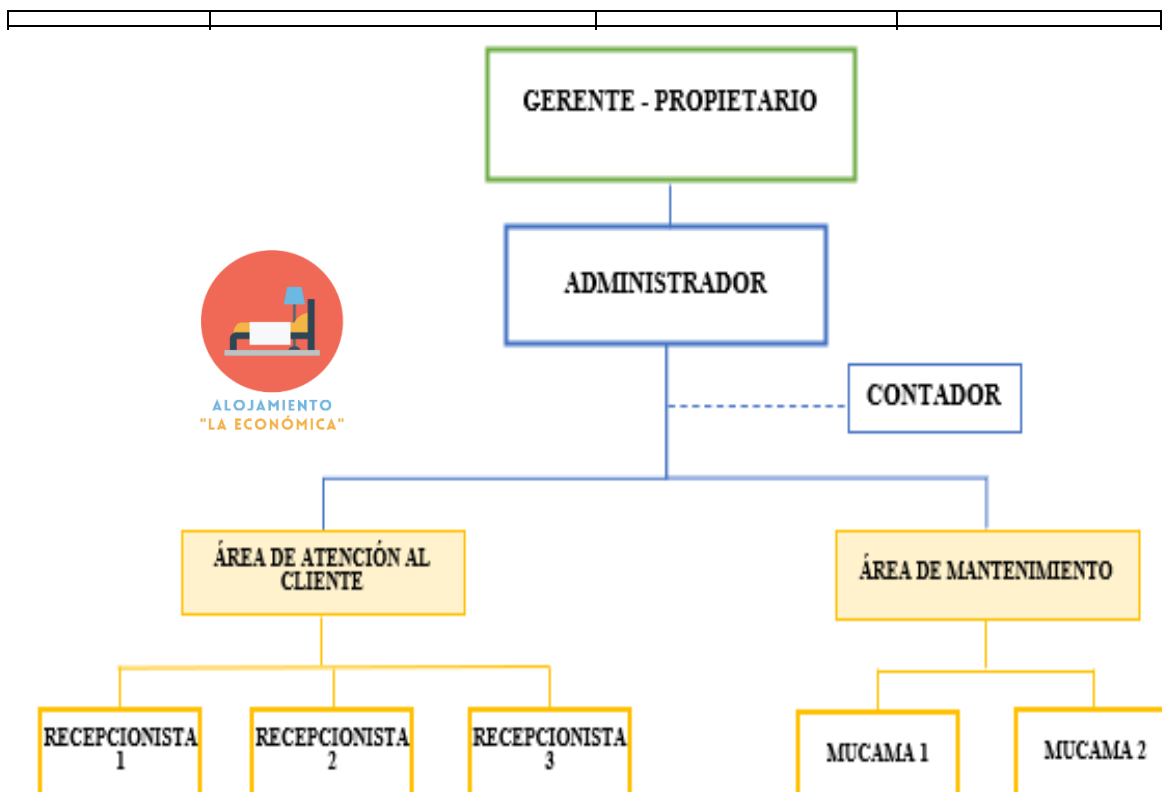 GERENTE - PROPIETARIO
ADMINISTRADOR
ALOJAMIENTO
"LA ECONÓMICA"
CONTADOR
ÁREA DE ATENCIÓN AL
CLIENTE
ÁREA DE MANTENIMIENTO
RECEPCIONISTA
1
RECEPCIONISTA
2
RECEPCIONISTA
3
MUCAMA 1
MUCAMA 2